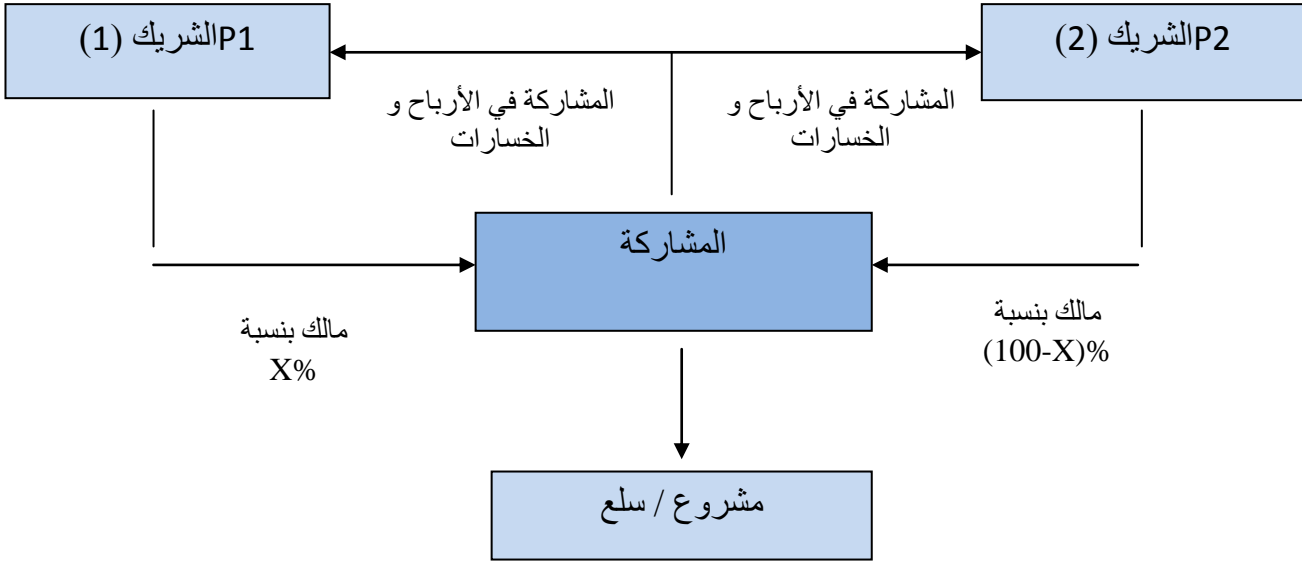 P1الشريك (1)
P2الشريك (2)
المشاركة في الأرباح و
الخسارات
المشاركة في الأرباح و
الخسارات
المشاركة
مالك بنسبة
X%
مالك بنسبة
(100-X)%
مشروع / سلع